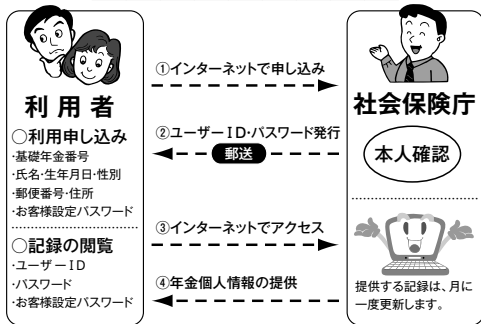 利用者
○利用申し込み
・基礎年金番号
・氏名・生年月日・性別
・郵便番号・住所
・お客様設定パスワード
○記録の閲覧
・ユーザーID
・パスワード
・お客様設定パスワード
①インターネットで申し込み
②ユーザーID・パスワード発行
郵送
③インターネットでアクセス
④年金個人情報の提供
社会保険庁
本人確認
提供する記録は、月に
一度更新します。